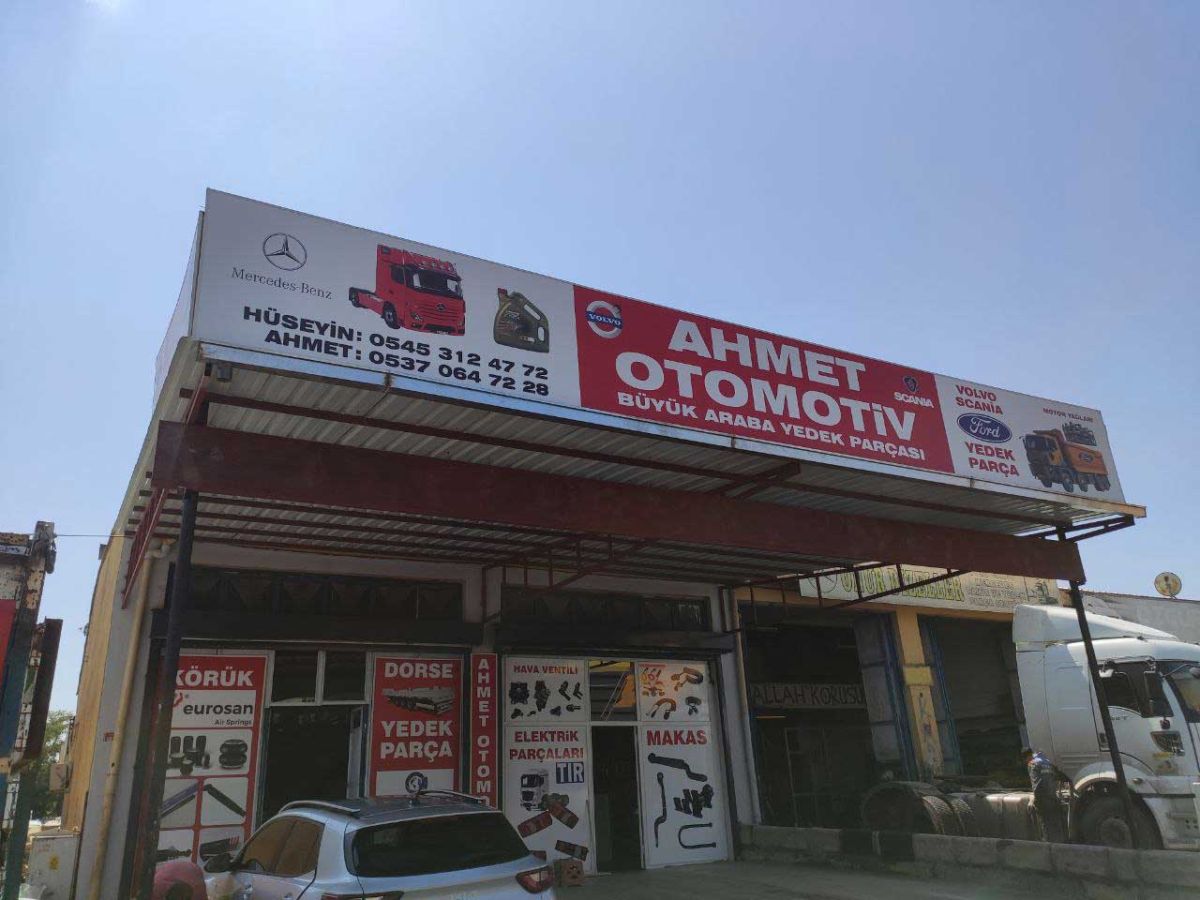 Mercedes-Benz
HÜSEYİN: 0545 312 47 72
AHMET: 0537 064 72 28
VOLVO
AHMET
OTOMOTİV
BÜYÜK ARABA YEDEK PARÇASI
SCANIA
VOLVO
SCANIA
Ford
YEDEK
PARÇA
MOTOR YAĞLARI
KÖRÜK
eurosan
Air Springs
DORSE
YEDEK
PARÇA
AHMET OTOM
HAVA VENTİLİ
ELEKTRİK
PARÇALARI
TIR
MAKAS
ALLAH KORUSUN